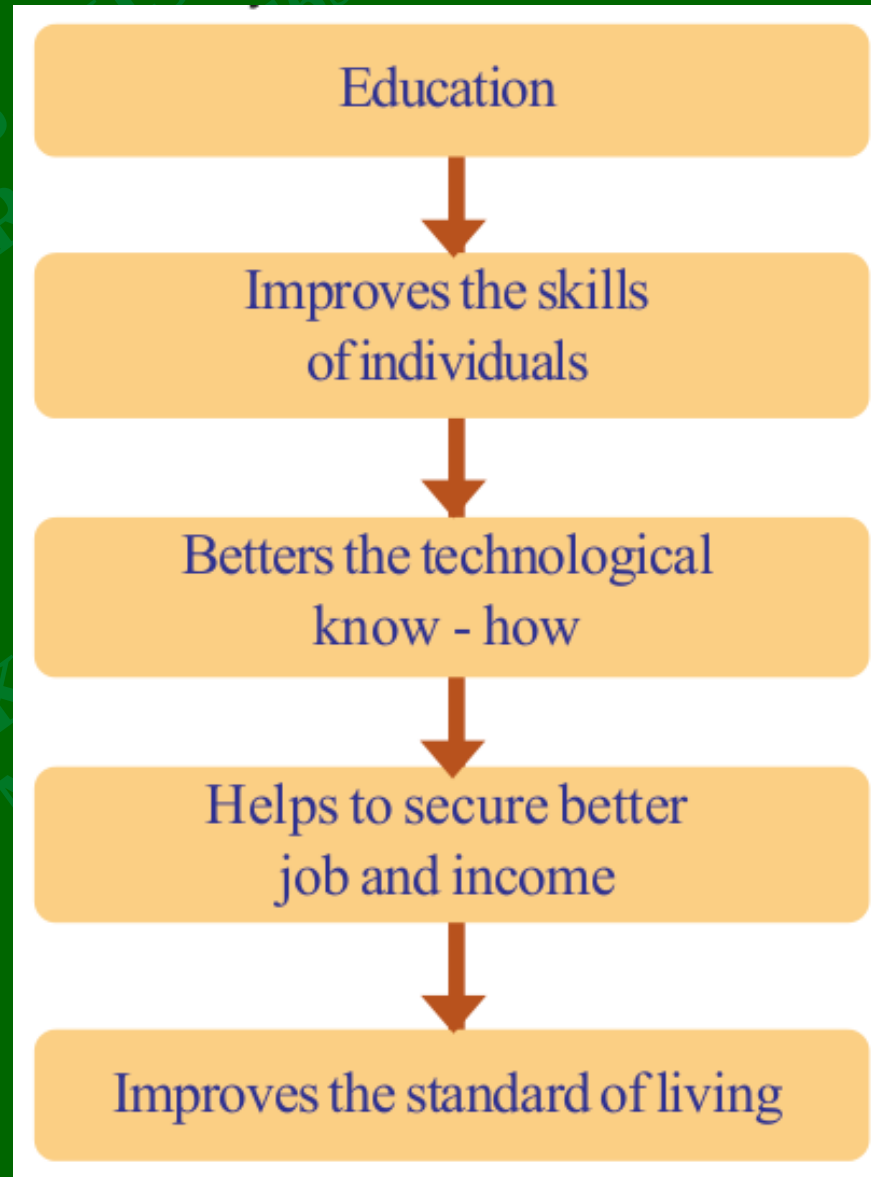 Education
Improves the skills
of individuals
Betters the technological
know - how
Helps to secure better
job and income
Improves the standard of living